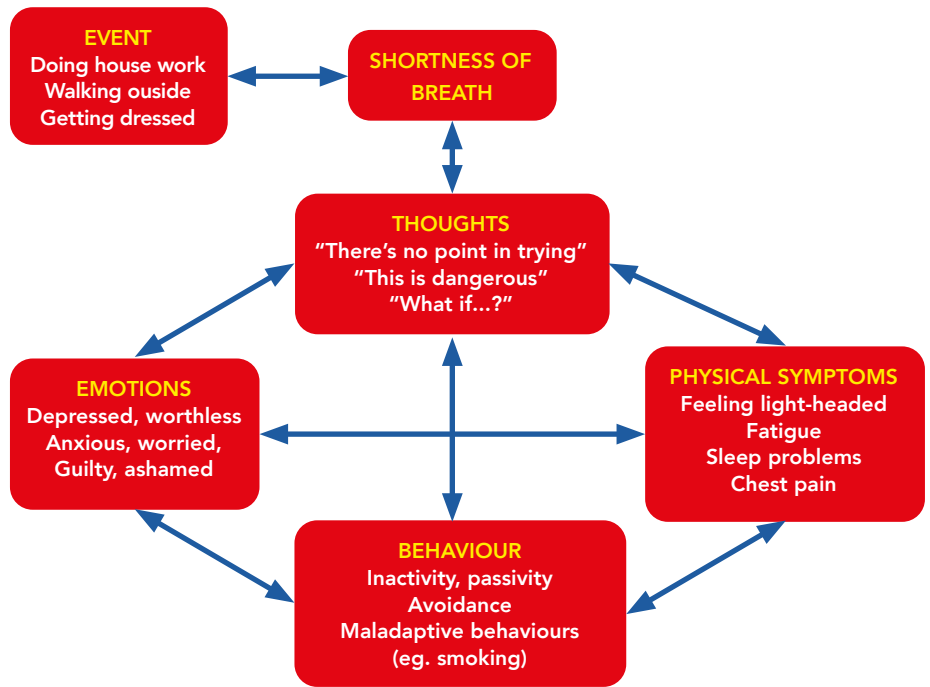 EVENT
Doing house work
Walking ouside
Getting dressed
SHORTNESS OF
BREATH
THOUGHTS
“There’s no point in trying”
“This is dangerous”
“What if...?”
EMOTIONS
Depressed, worthless
Anxious, worried,
Guilty, ashamed
PHYSICAL SYMPTOMS
Feeling light-headed
Fatigue
Sleep problems
Chest pain
BEHAVIOUR
Inactivity, passivity
Avoidance
Maladaptive behaviours
(eg. smoking)